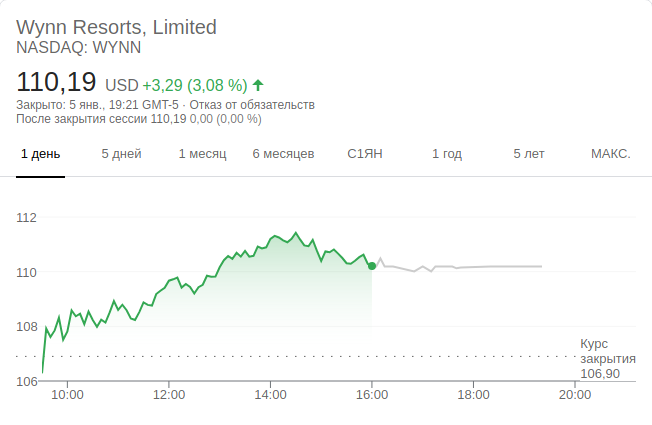 Wynn Resorts, Limited
NASDAQ: WYNN
110,19 USD +3,29 (3,08 %)
Закрыто: 5 янв., 19:21 GMT-5 · Отказ от обязательств
После закрытия сессии 110,19 0,00 (0,00 %)
1 день 5 дней 1 месяц 6 месяцев С1ЯН 1 год 5 лет МАКС.
112
110
108
106
Курс
закрытия
106,90
10:00 12:00 14:00 16:00 18:00 20:00